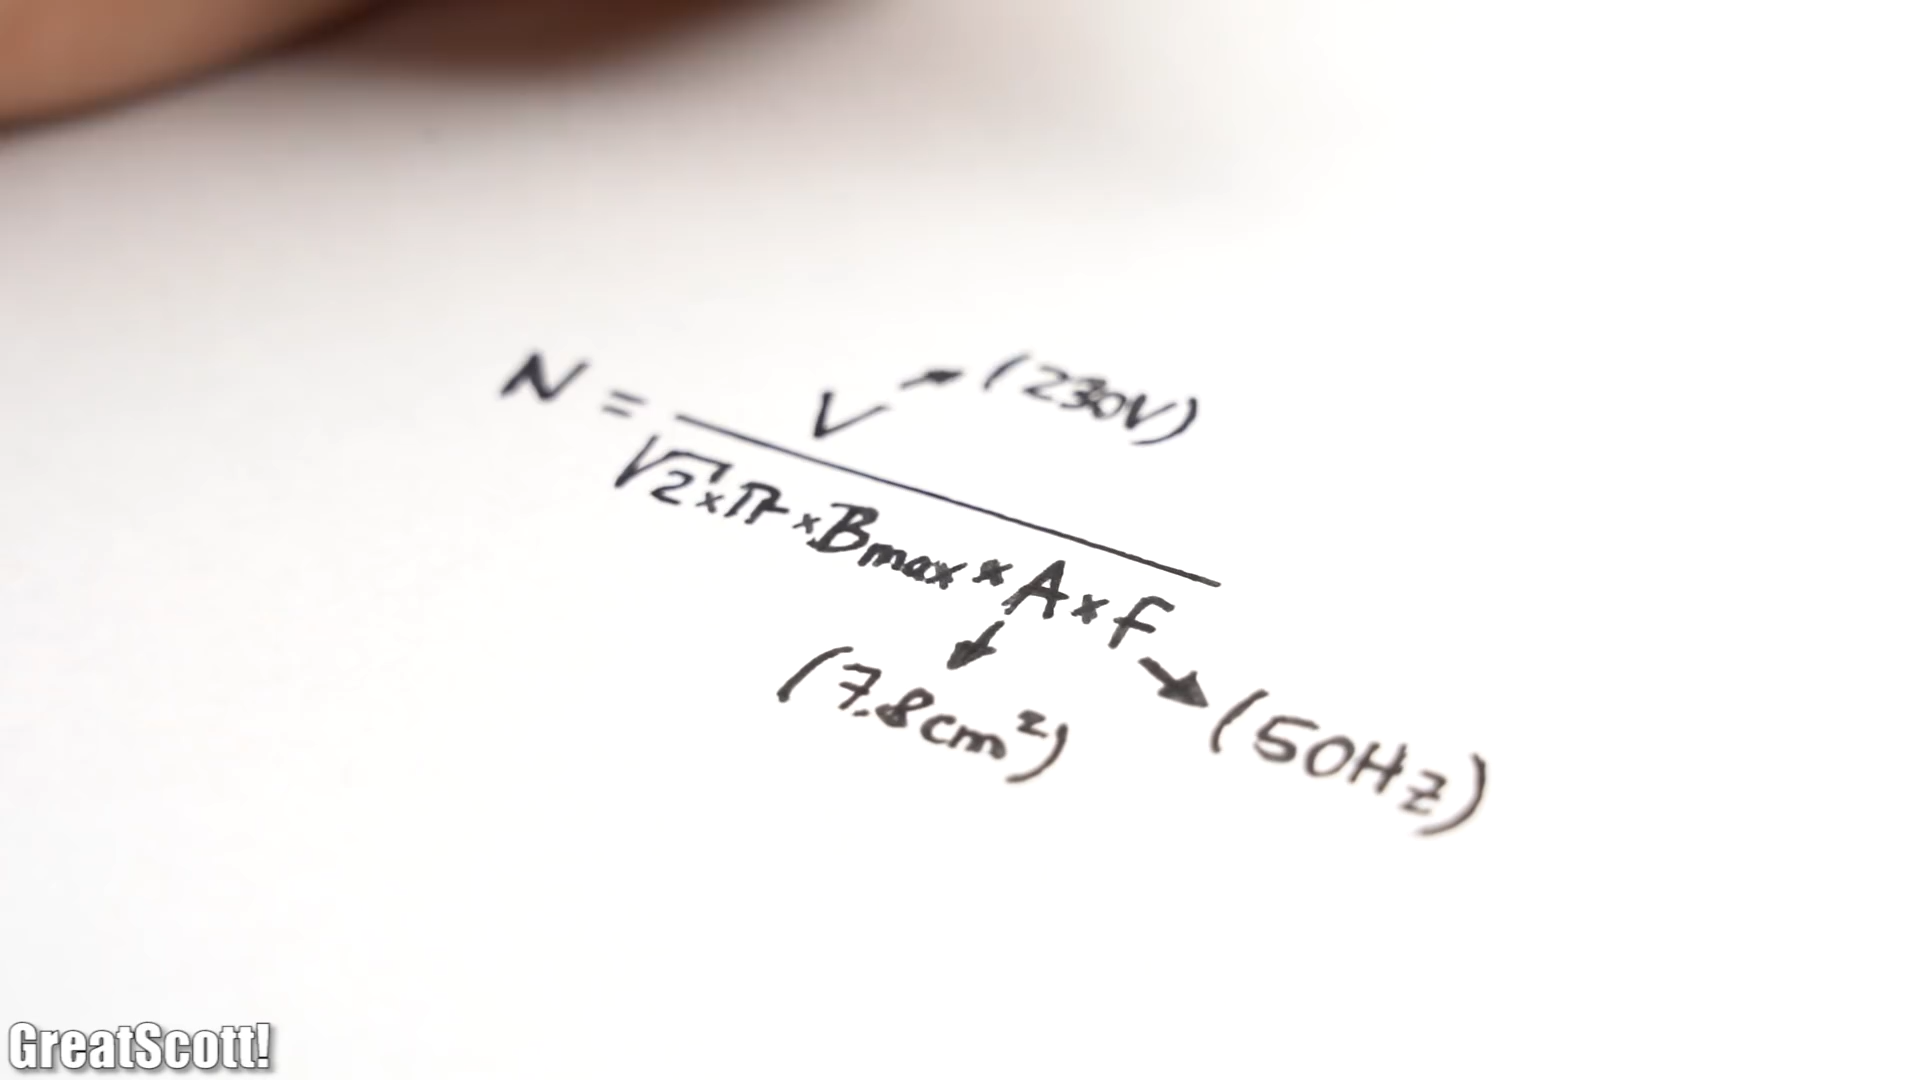 N = V (230V)
√2 × π × Bmax × A × f
(7.8cm²) (50Hz)
GreatScott!